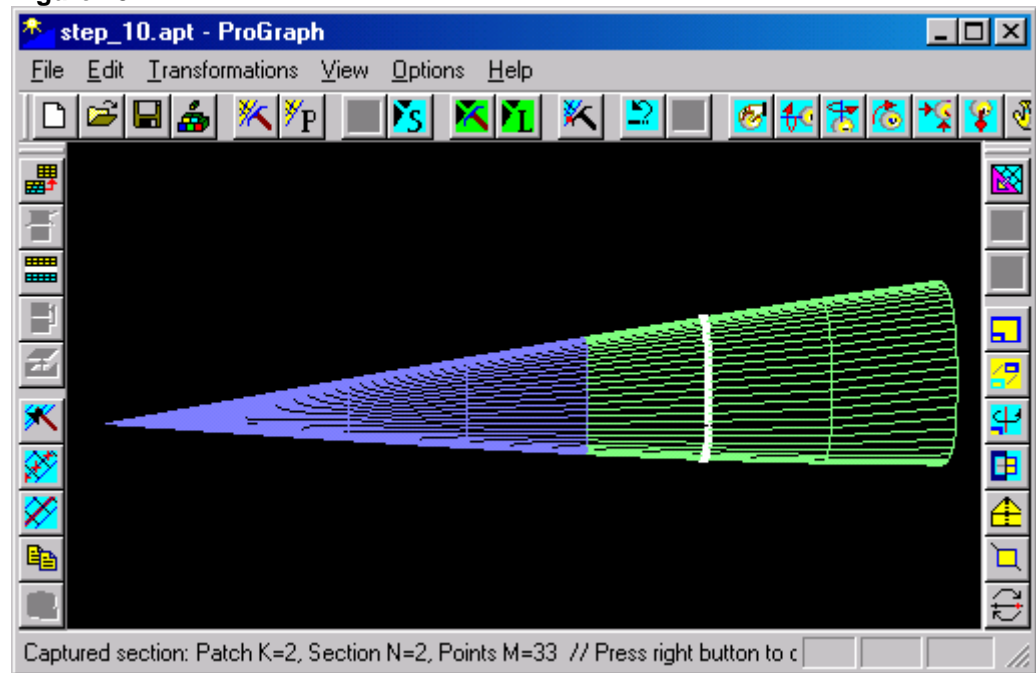 step_10.apt - ProGraph
File Edit Transformations View Options Help
P S L
Captured section: Patch K=2, Section N=2, Points M=33 // Press right button to c